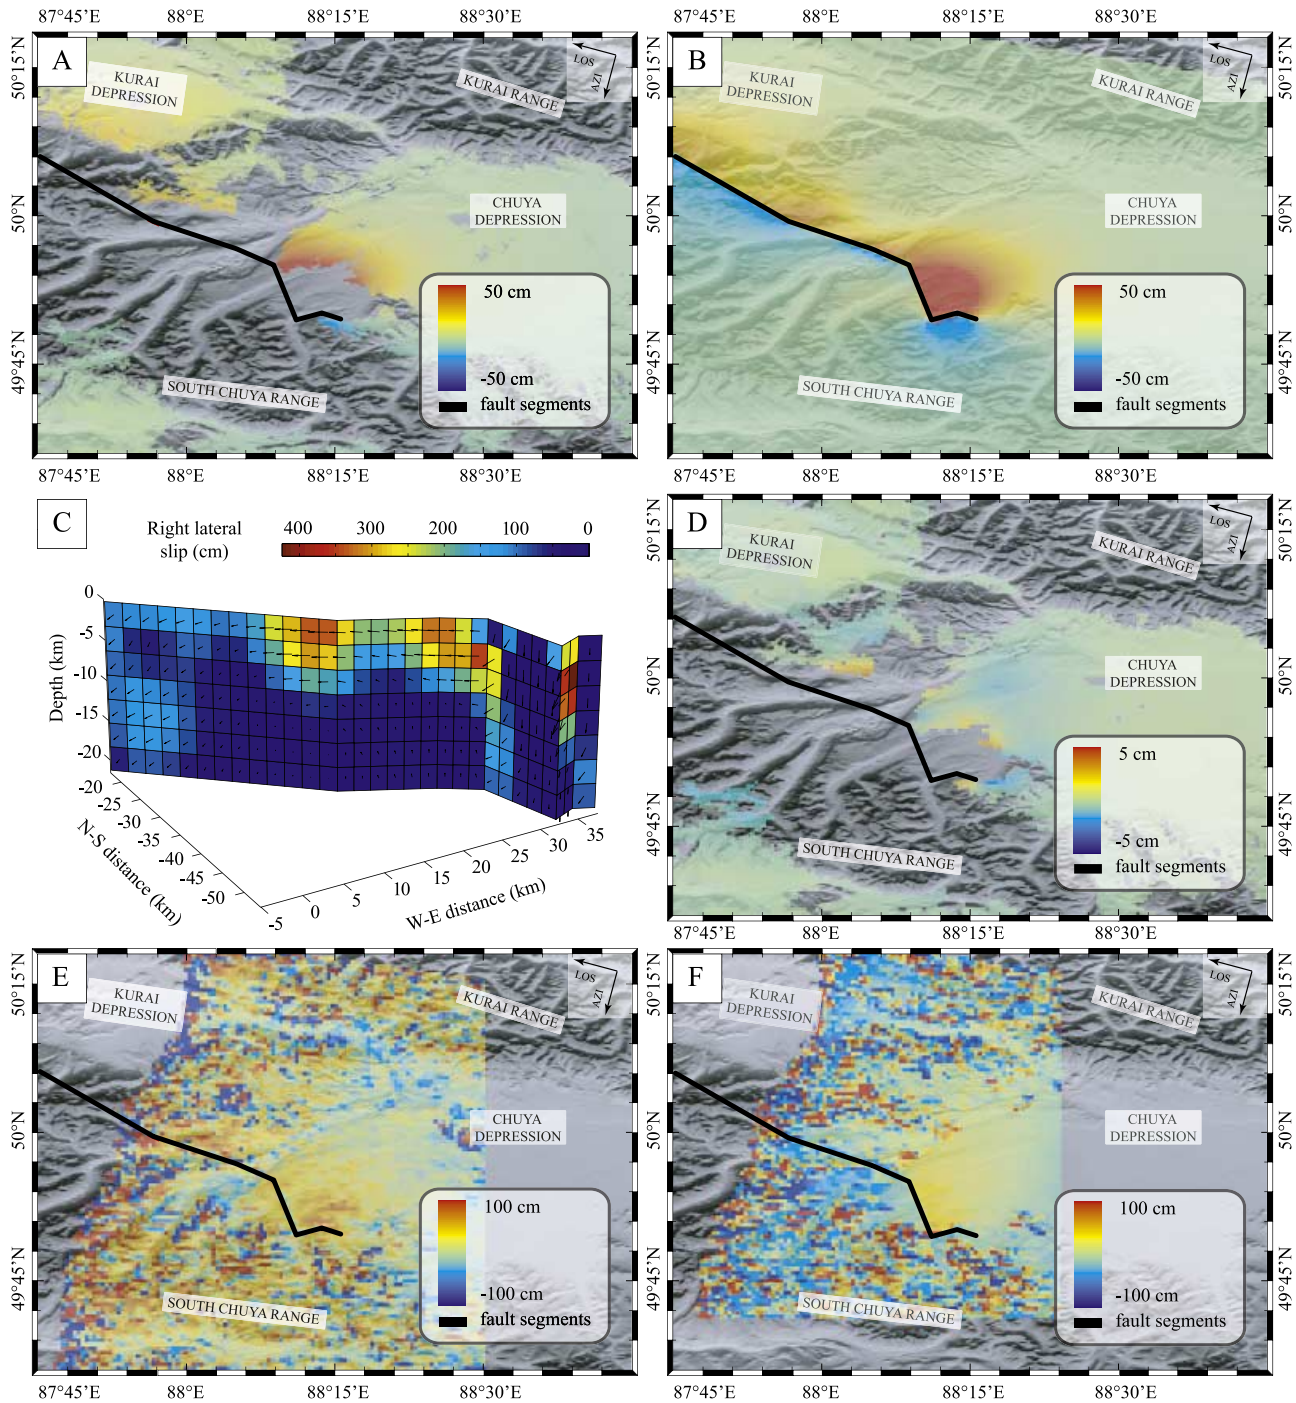 87°45’E 88°E 88°15’E 88°30’E
87°45’E 88°E 88°15’E 88°30’E
A
KURAI
DEPRESSION
KURAI RANGE
LOS
AZI
CHUYA
DEPRESSION
SOUTH CHUYA RANGE
50 cm
-50 cm
fault segments
50°15’N
50°N
49°45’N
B
KURAI
DEPRESSION
KURAI RANGE
LOS
AZI
CHUYA
DEPRESSION
SOUTH CHUYA RANGE
50 cm
-50 cm
fault segments
50°15’N
50°N
49°45’N
50°15’N
50°N
49°45’N
87°45’E 88°E 88°15’E 88°30’E
87°45’E 88°E 88°15’E 88°30’E
C
Right lateral
slip (cm)
400 300 200 100 0
Depth (km)
0
-5
-10
-15
-20
-20
-25
-30
-35
-40
-45
-50
N-S distance (km)
-5 0 5 10 15 20 25 30 35
W-E distance (km)
D
KURAI
DEPRESSION
KURAI RANGE
LOS
AZI
CHUYA
DEPRESSION
SOUTH CHUYA RANGE
5 cm
-5 cm
fault segments
50°15’N
50°N
49°45’N
50°15’N
50°N
49°45’N
87°45’E 88°E 88°15’E 88°30’E
E
KURAI
DEPRESSION
KURAI RANGE
LOS
AZI
CHUYA
DEPRESSION
SOUTH CHUYA RANGE
100 cm
-100 cm
fault segments
50°15’N
50°N
49°45’N
F
KURAI
DEPRESSION
KURAI RANGE
LOS
AZI
CHUYA
DEPRESSION
SOUTH CHUYA RANGE
100 cm
-100 cm
fault segments
50°15’N
50°N
49°45’N
50°15’N
50°N
49°45’N
87°45’E 88°E 88°15’E 88°30’E
87°45’E 88°E 88°15’E 88°30’E